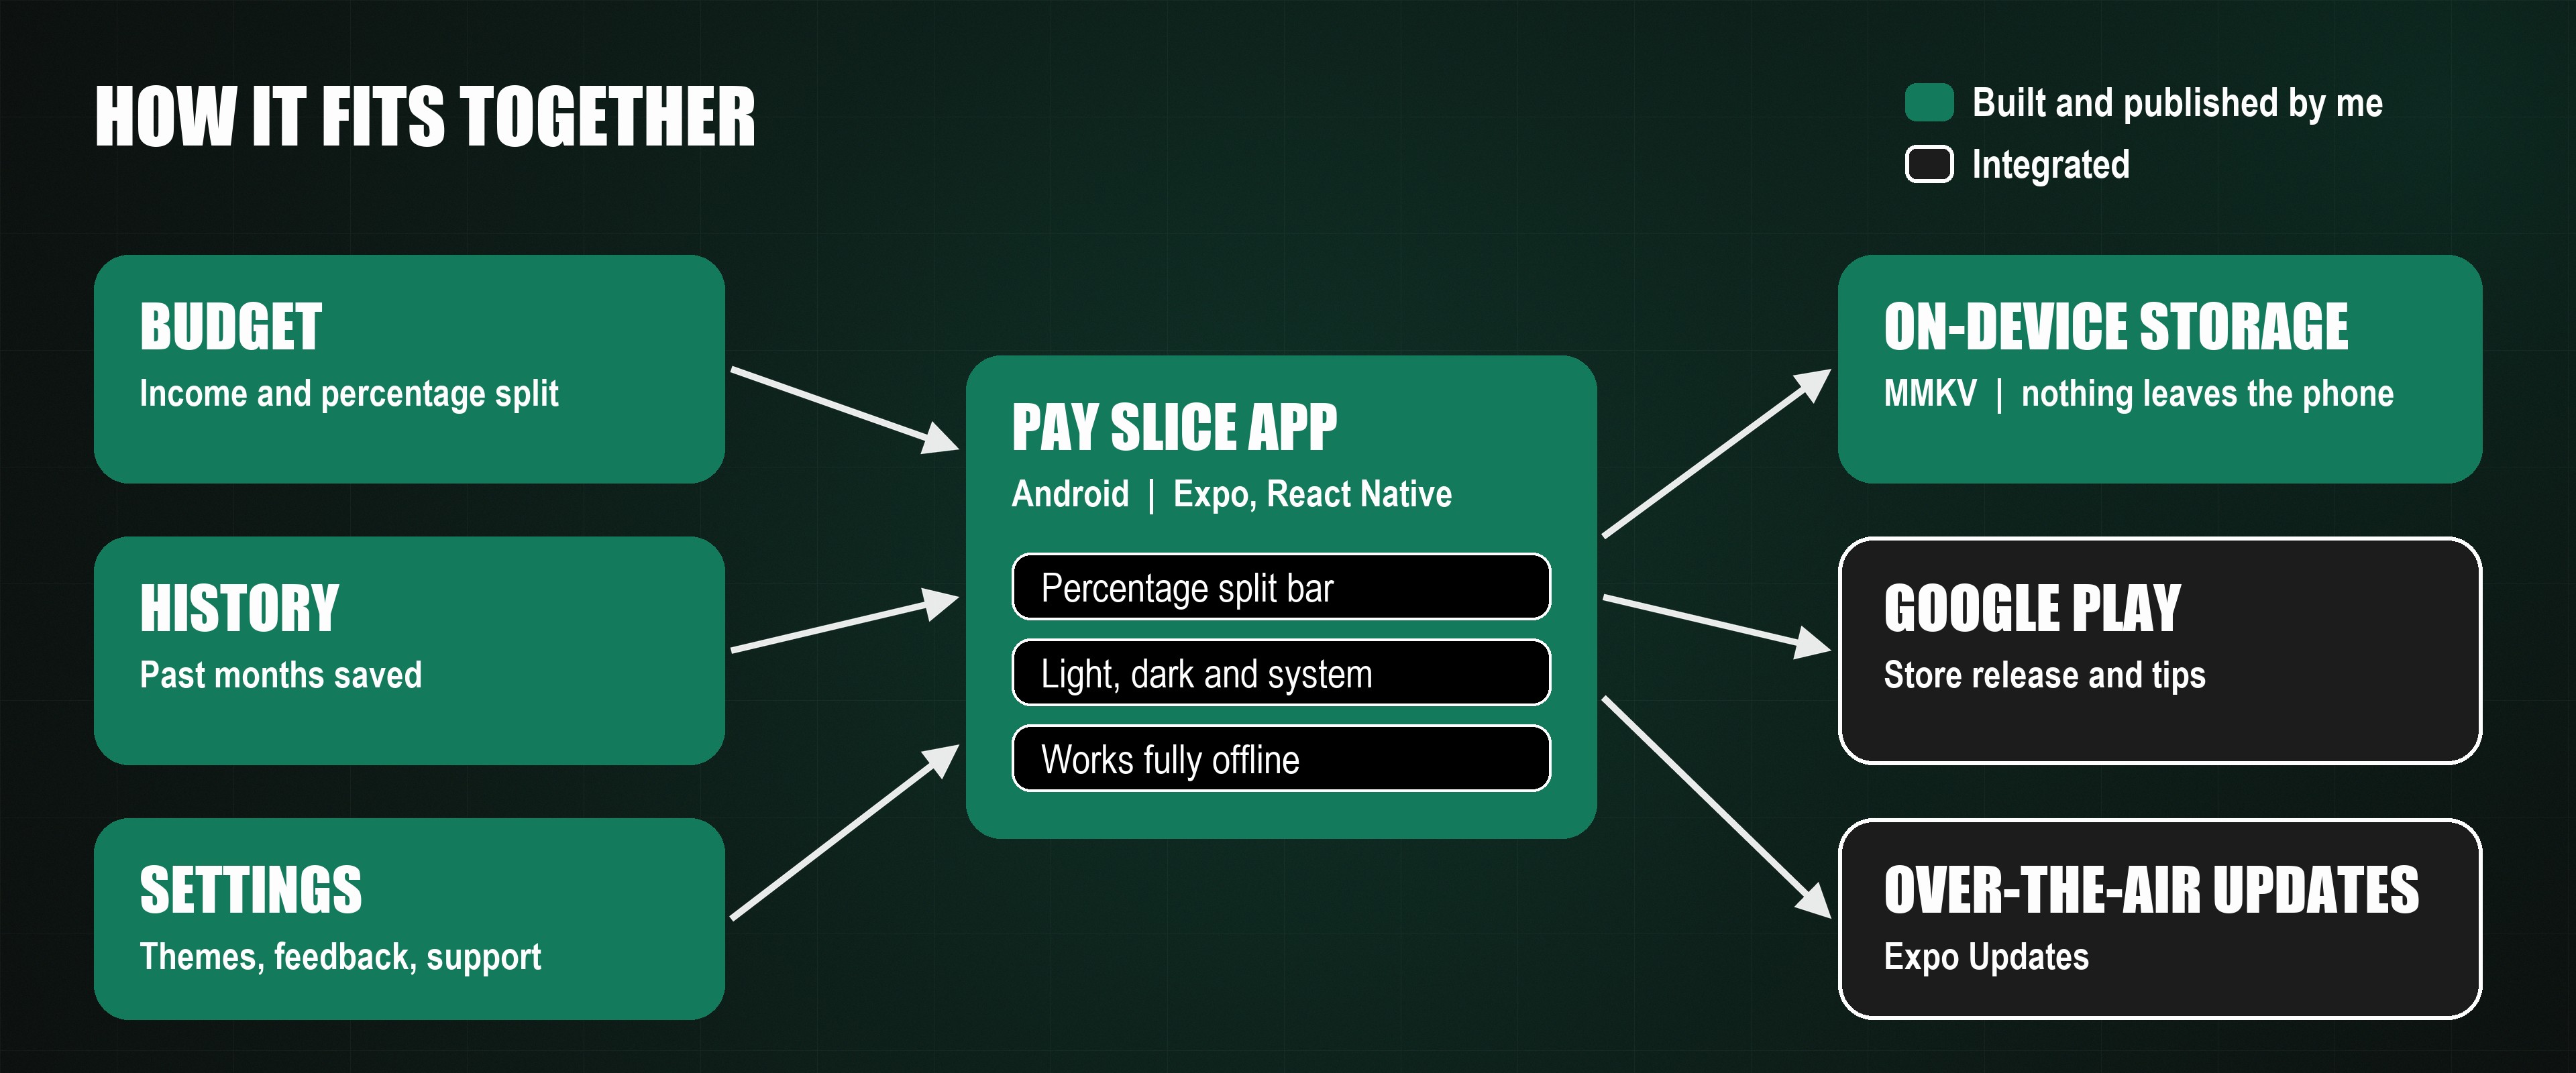 HOW IT FITS TOGETHER
Built and published by me
Integrated
BUDGET
Income and percentage split
HISTORY
Past months saved
SETTINGS
Themes, feedback, support
PAY SLICE APP
Android | Expo, React Native
Percentage split bar
Light, dark and system
Works fully offline
ON-DEVICE STORAGE
MMKV | nothing leaves the phone
GOOGLE PLAY
Store release and tips
OVER-THE-AIR UPDATES
Expo Updates